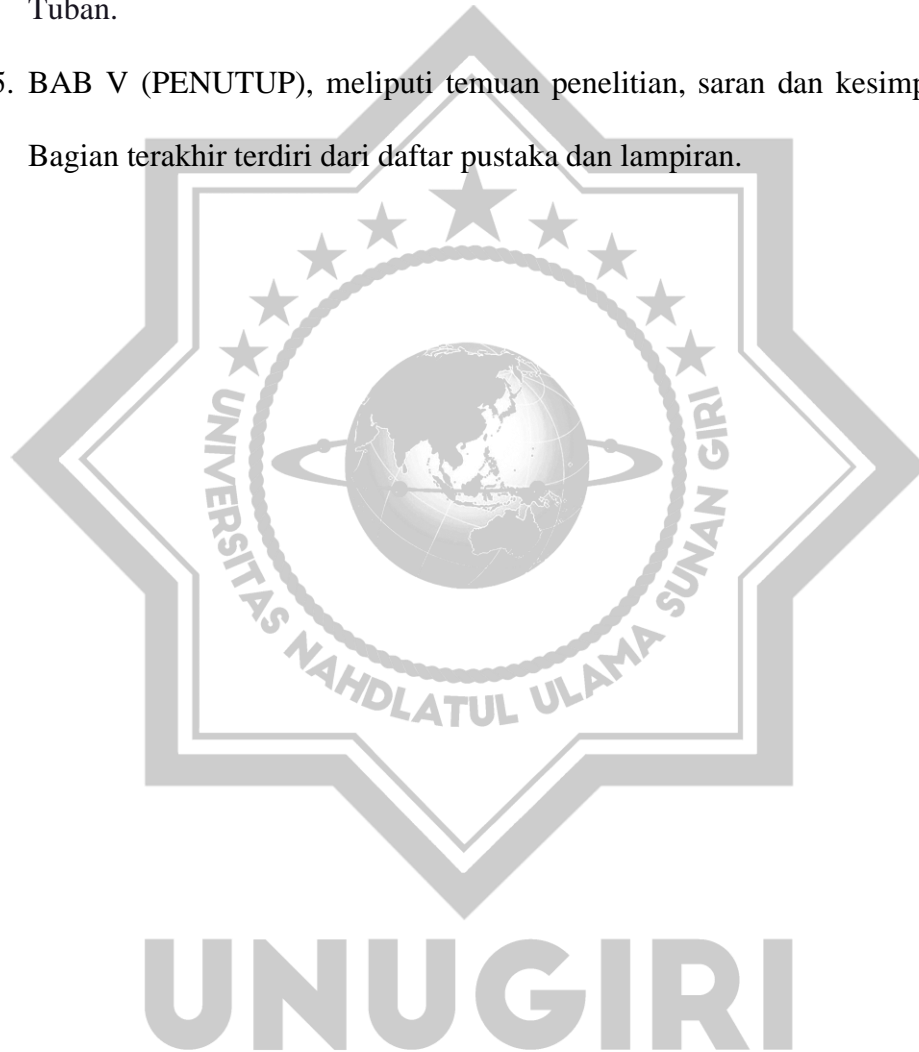 Tuban.
5. BAB V (PENUTUP), meliputi temuan penelitian, saran dan kesimp
Bagian terakhir terdiri dari daftar pustaka dan lampiran.
UNIVERSITAS NAHDLATUL ULAMA SUNAN GIRI
UNUGIRI